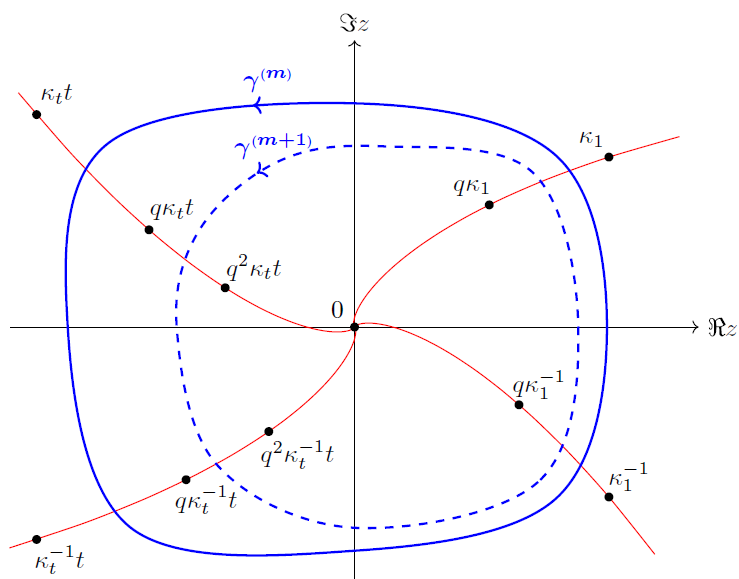 ℑz
γ^(m)
κ_t t
γ^(m+1)
κ_1
qκ_1
qκ_t t
q^2κ_t t
0
ℜz
qκ_1^{-1}
q^2κ_t^{-1}t
κ_1^{-1}
qκ_t^{-1}t
κ_t^{-1}t